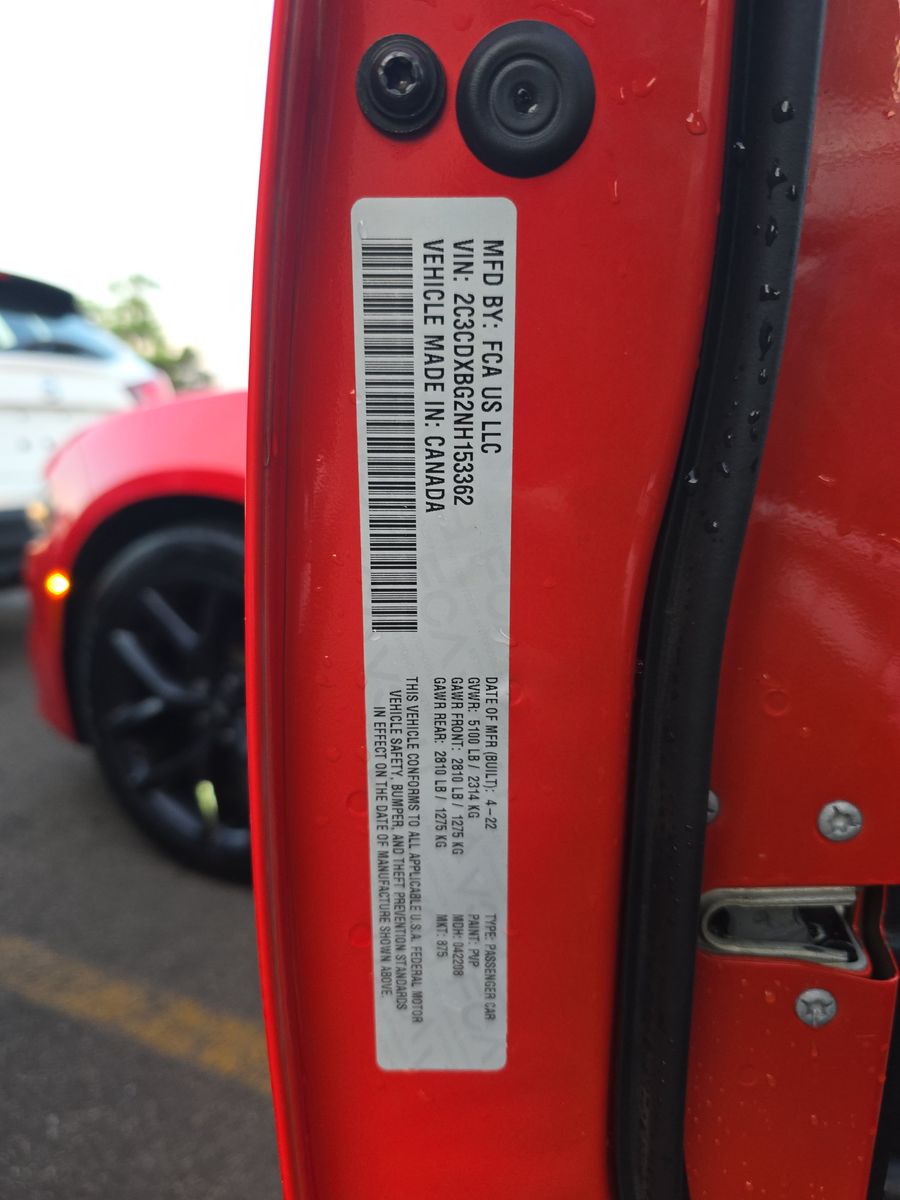 MFD BY: FCA US LLC
VIN: 2C3CDXBG2NH153362
VEHICLE MADE IN: CANADA
DATE OF MFR (BUILT): 4-22
GVWR: 5100 LB / 2314 KG
GAWR FRONT: 2810 LB / 1275 KG
GAWR REAR: 2810 LB / 1275 KG
TYPE: PASSENGER CAR
PAINT: PVP
MDH: 042208
MKT: 875
THIS VEHICLE CONFORMS TO ALL APPLICABLE U.S.A. FEDERAL MOTOR
VEHICLE SAFETY, BUMPER, AND THEFT PREVENTION STANDARDS
IN EFFECT ON THE DATE OF MANUFACTURE SHOWN ABOVE.